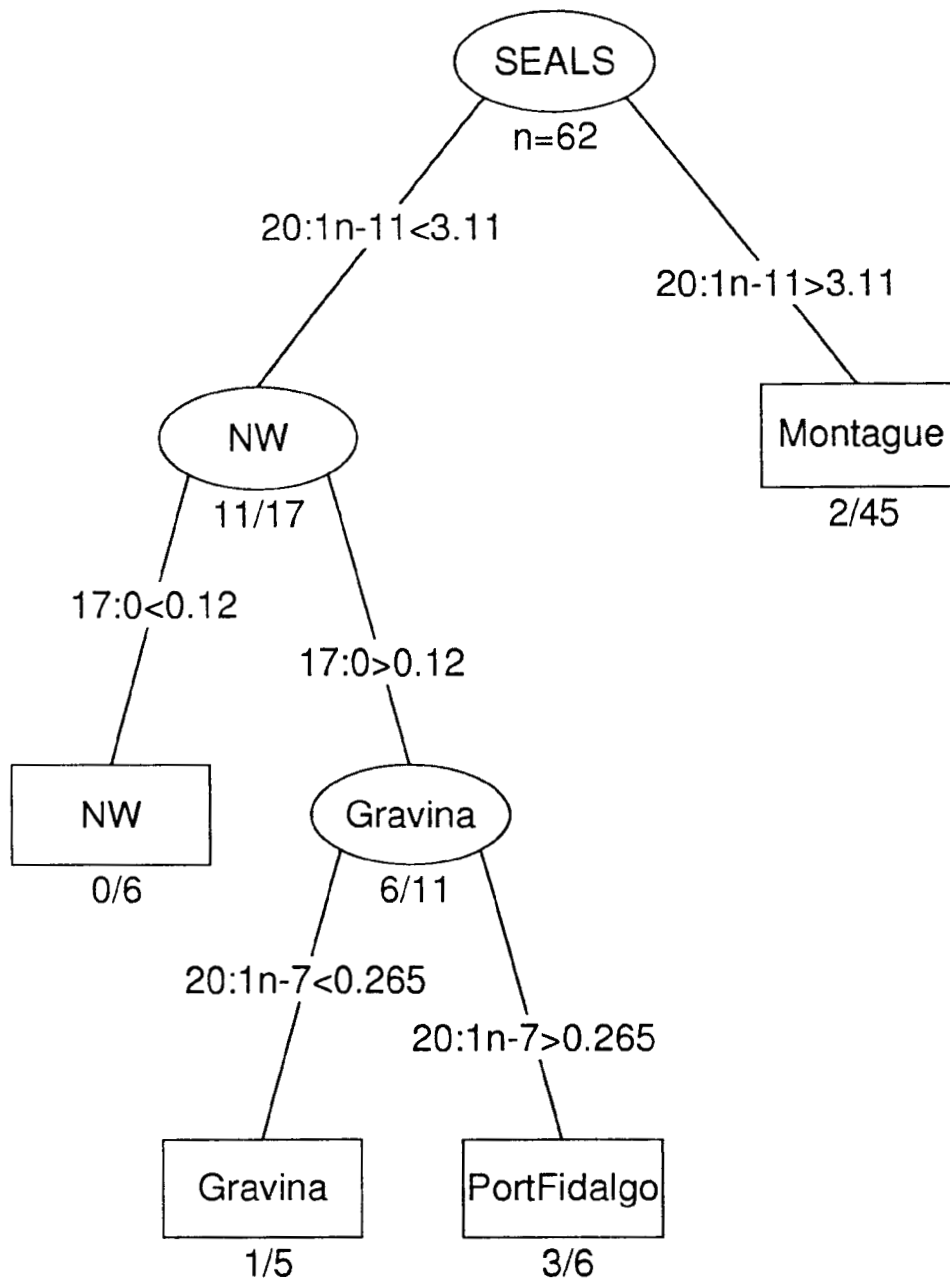 SEALS
n=62
20:1n-11<3.11
20:1n-11>3.11
NW
11/17
Montague
2/45
17:0<0.12
17:0>0.12
NW
0/6
Gravina
6/11
20:1n-7<0.265
20:1n-7>0.265
Gravina
1/5
PortFidalgo
3/6